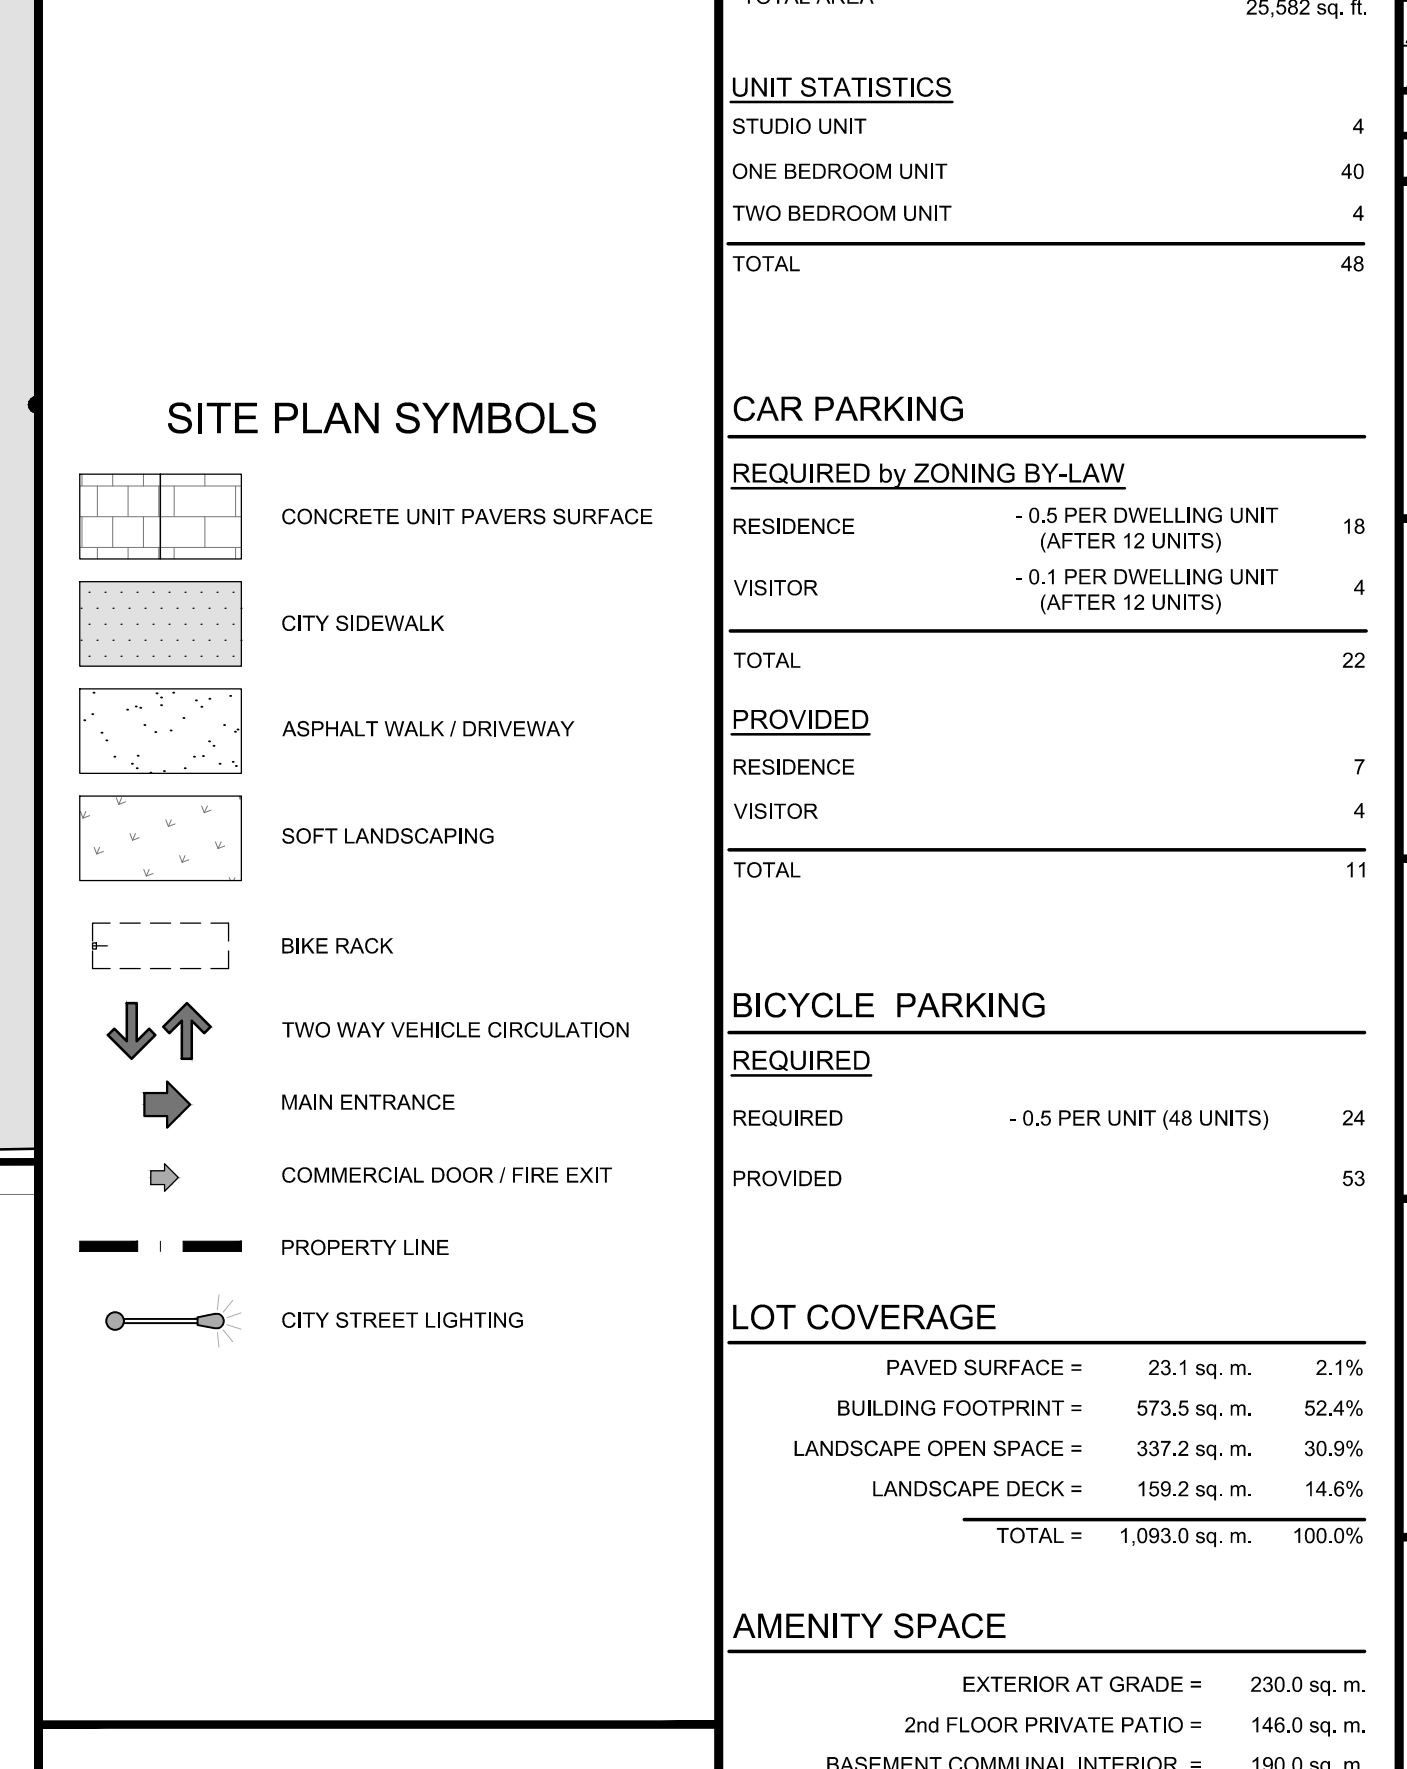 SITE PLAN SYMBOLS
CONCRETE UNIT PAVERS SURFACE
CITY SIDEWALK
ASPHALT WALK / DRIVEWAY
SOFT LANDSCAPING
BIKE RACK
TWO WAY VEHICLE CIRCULATION
MAIN ENTRANCE
COMMERCIAL DOOR / FIRE EXIT
PROPERTY LINE
CITY STREET LIGHTING
TOTAL AREA
25,582 sq. ft.
UNIT STATISTICS
STUDIO UNIT 4
ONE BEDROOM UNIT 40
TWO BEDROOM UNIT 4
TOTAL 48
CAR PARKING
REQUIRED by ZONING BY-LAW
RESIDENCE - 0.5 PER DWELLING UNIT 18
(AFTER 12 UNITS)
VISITOR - 0.1 PER DWELLING UNIT 4
(AFTER 12 UNITS)
TOTAL 22
PROVIDED
RESIDENCE 7
VISITOR 4
TOTAL 11
BICYCLE PARKING
REQUIRED
REQUIRED - 0.5 PER UNIT (48 UNITS) 24
PROVIDED 53
LOT COVERAGE
PAVED SURFACE = 23.1 sq. m. 2.1%
BUILDING FOOTPRINT = 573.5 sq. m. 52.4%
LANDSCAPE OPEN SPACE = 337.2 sq. m. 30.9%
LANDSCAPE DECK = 159.2 sq. m. 14.6%
TOTAL = 1,093.0 sq. m. 100.0%
AMENITY SPACE
EXTERIOR AT GRADE = 230.0 sq. m.
2nd FLOOR PRIVATE PATIO = 146.0 sq. m.
BASEMENT COMMUNAL INTERIOR = 190.0 sq. m.